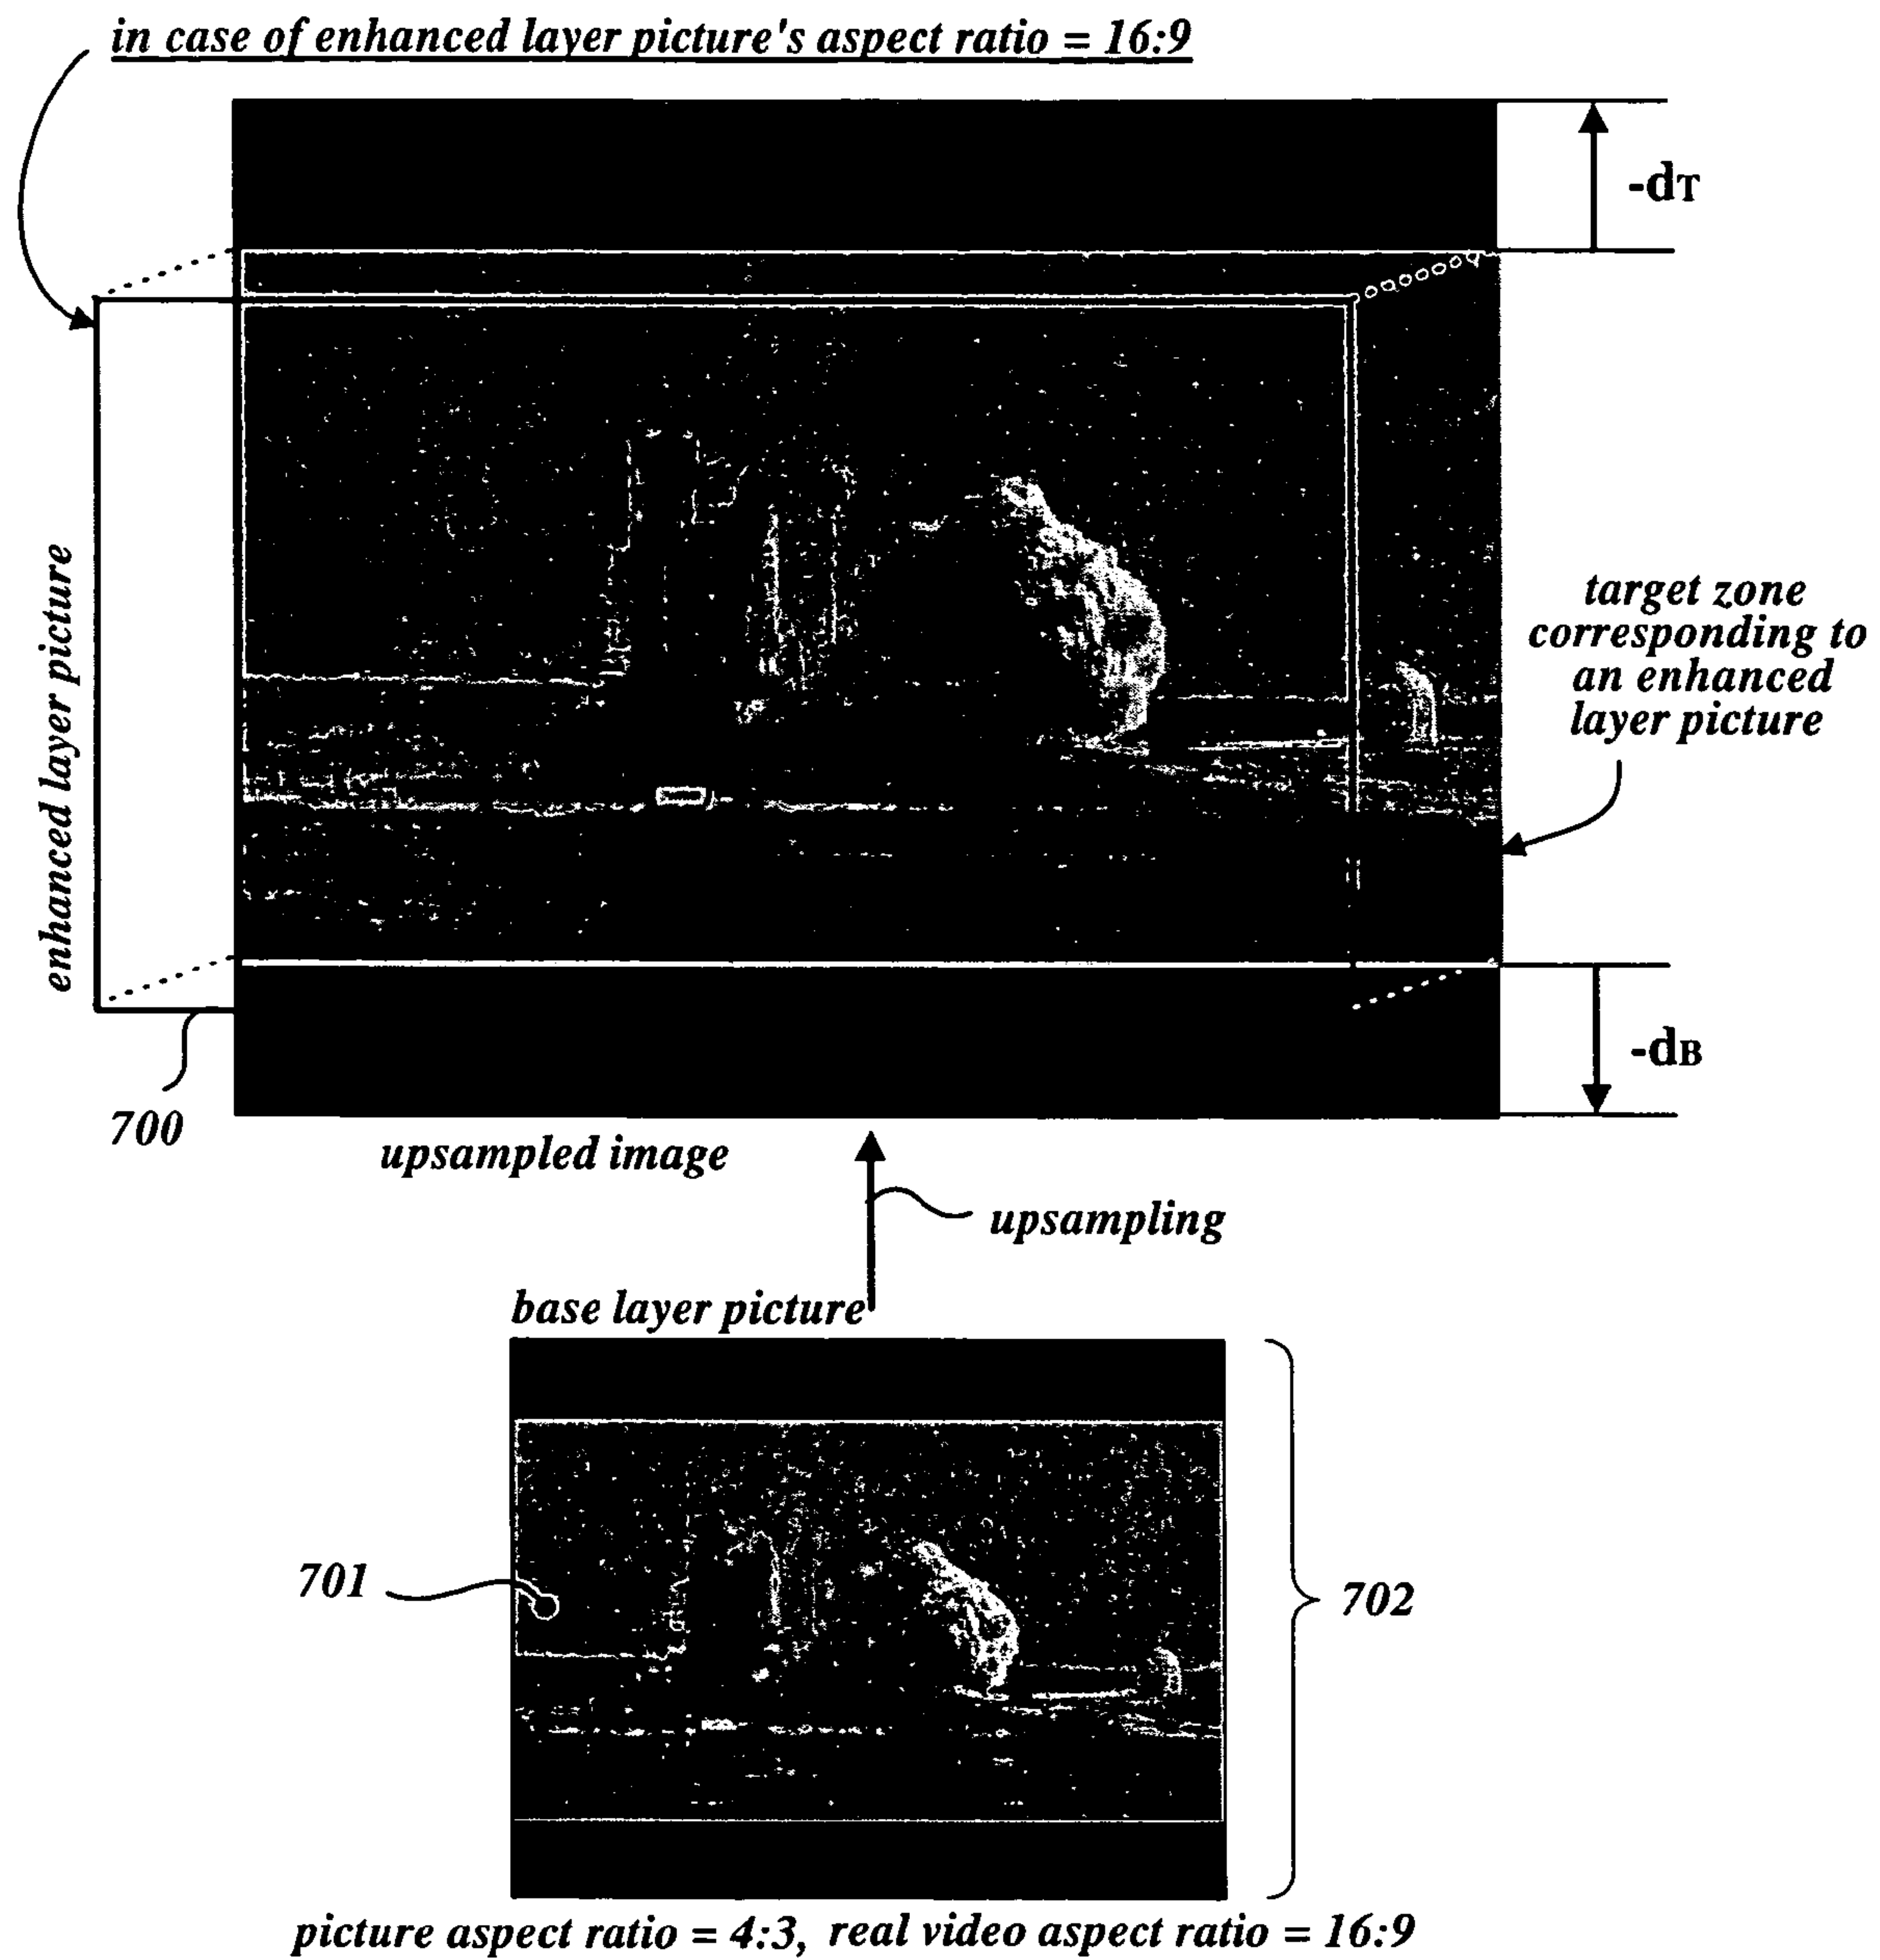 in case of enhanced layer picture's aspect ratio = 16:9
-dT
enhanced layer picture
target zone
corresponding to
an enhanced
layer picture
-dB
700
upsampled image
upsampling
base layer picture
701
702
picture aspect ratio = 4:3, real video aspect ratio = 16:9